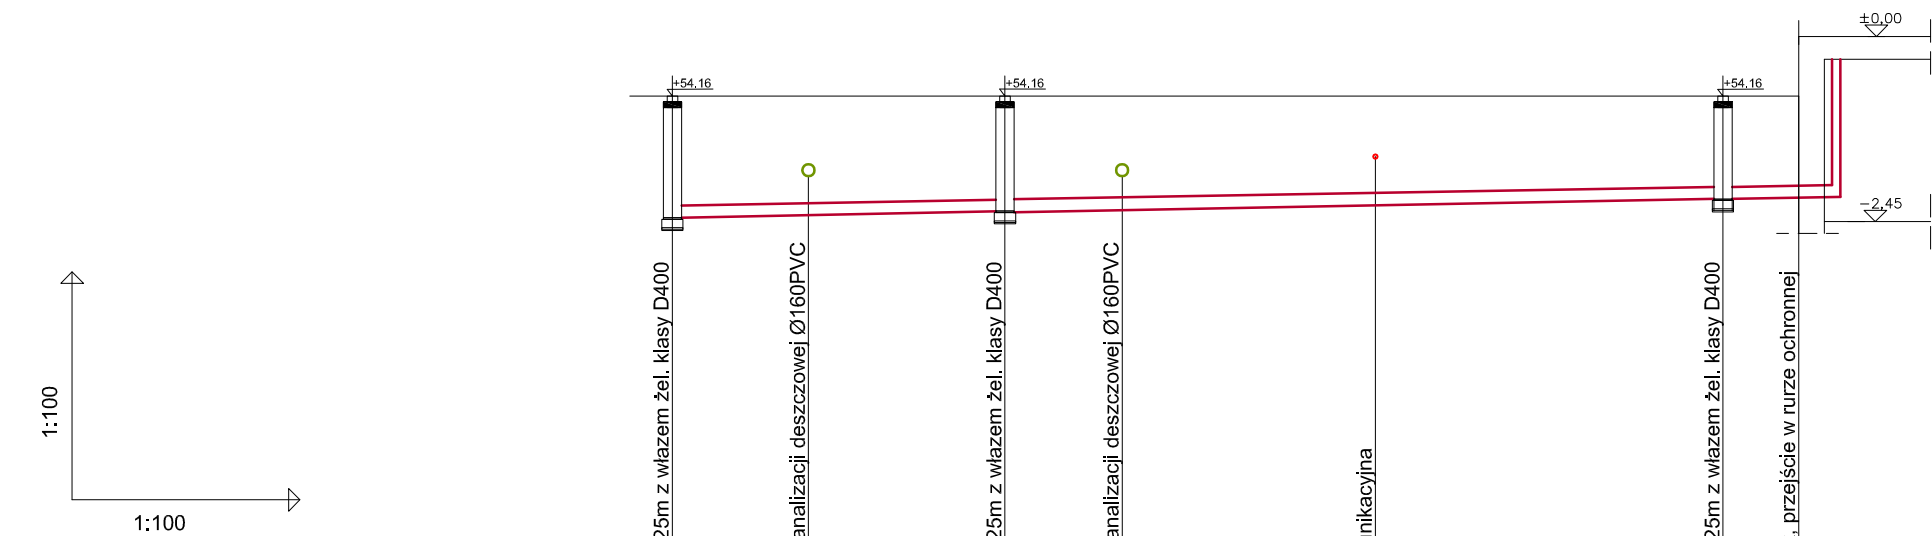 ±0,00
+54.16
+54.16
+54.16
-2,45
25m z włazem żel. klasy D400
analizacji deszczowej Ø160PVC
25m z włazem żel. klasy D400
analizacji deszczowej Ø160PVC
nikacyjna
25m z włazem żel. klasy D400
, przejście w rurze ochronnej
1:100
1:100